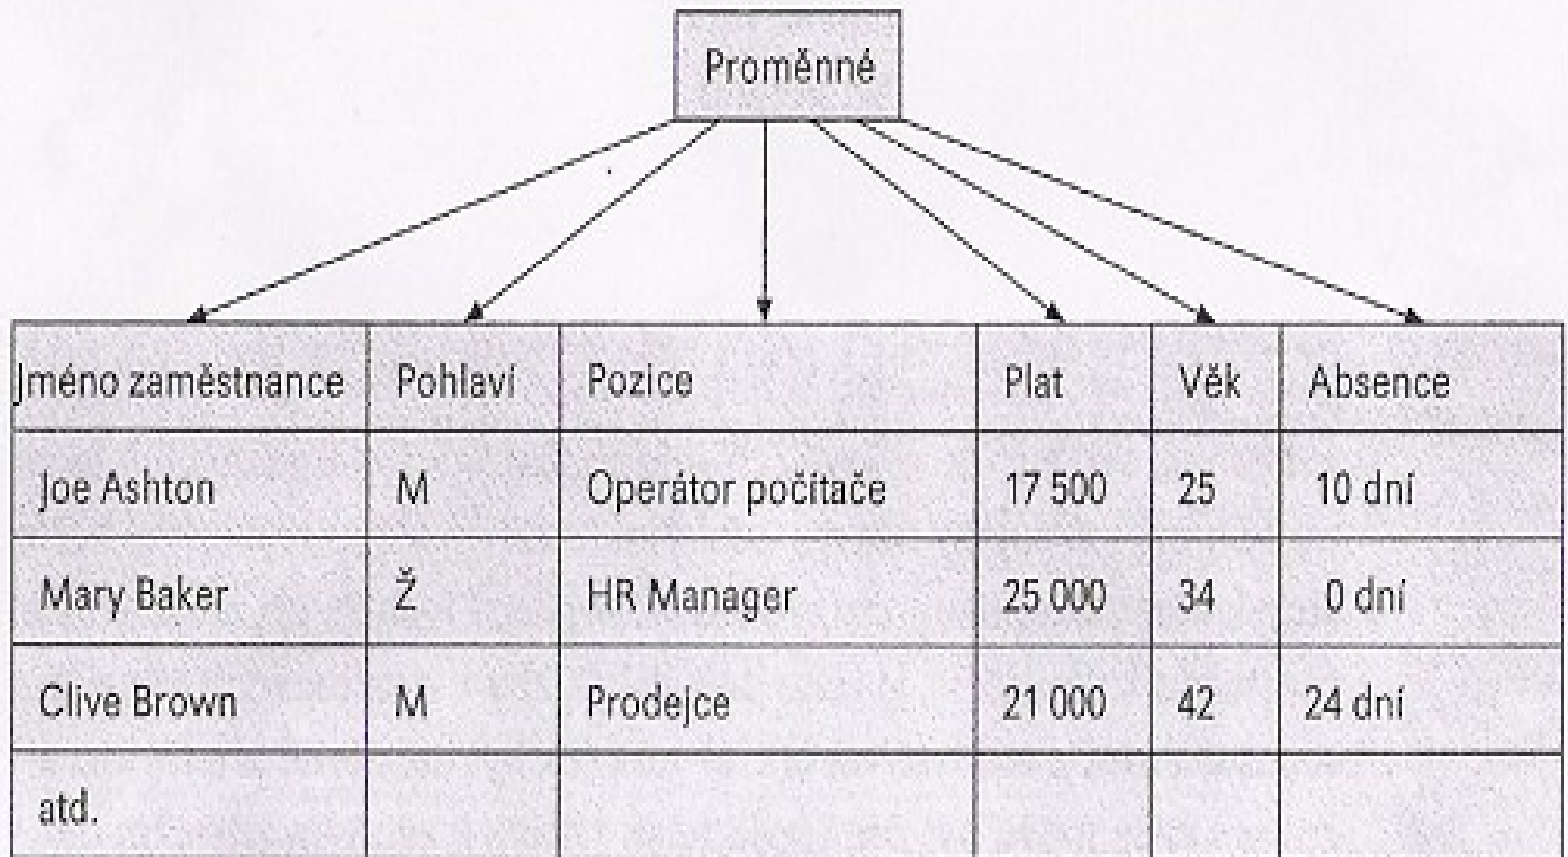 Proměnné
Jméno zaměstnance Pohlaví Pozice Plat Věk Absence
Joe Ashton M Operátor počítače 17 500 25 10 dní
Mary Baker Ž HR Manager 25 000 34 0 dní
Clive Brown M Prodejce 21 000 42 24 dní
atd.